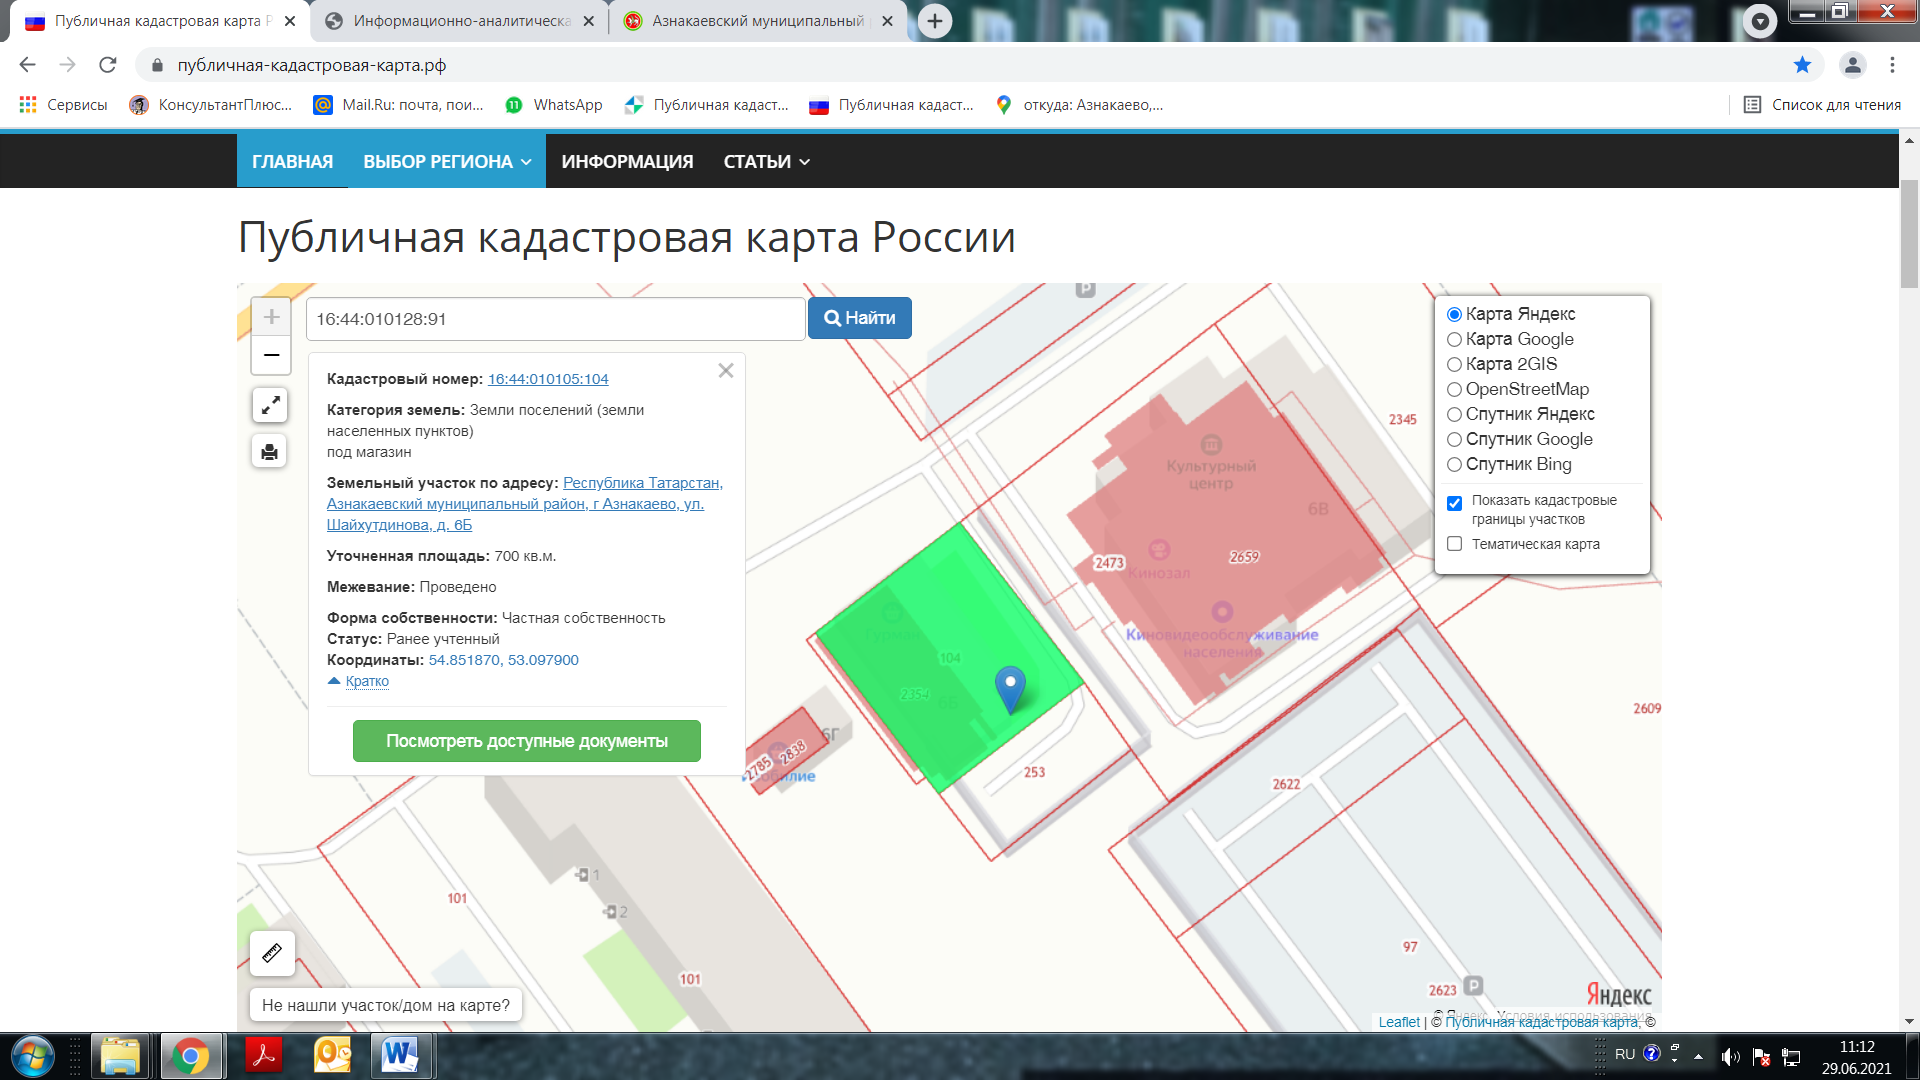 Публичная кадастровая карта Р
Информационно-аналитическа
Азнакаевский муниципальный
публичная-кадастровая-карта.рф
Сервисы
КонсультантПлюс...
Mail.Ru: почта, пои...
WhatsApp
Публичная кадаст...
Публичная кадаст...
откуда: Азнакаево,...
Список для чтения
ГЛАВНАЯ
ВЫБОР РЕГИОНА
ИНФОРМАЦИЯ
СТАТЬИ
Публичная кадастровая карта России
16:44:010128:91
Найти
Кадастровый номер: 16:44:010105:104
Категория земель: Земли поселений (земли
населенных пунктов)
под магазин
Земельный участок по адресу: Республика Татарстан,
Азнакаевский муниципальный район, г Азнакаево, ул.
Шайхутдинова, д. 6Б
Уточненная площадь: 700 кв.м.
Межевание: Проведено
Форма собственности: Частная собственность
Статус: Ранее учтенный
Координаты: 54.851870, 53.097900
Кратко
Посмотреть доступные документы
Карта Яндекс
Карта Google
Карта 2GIS
OpenStreetMap
Спутник Яндекс
Спутник Google
Спутник Bing
Показать кадастровые
границы участков
Тематическая карта
P
2345
Культурный
центр
6В
2473
Кинозал
2659
Киновидеообслуживание
населения
Гурман
104
2354
6Б
6Г
2785
2838
253
2609
2622
1
2
101
101
97
2623
P
Яндекс
Условия использования
Не нашли участок/дом на карте?
Leaflet | © Публичная кадастровая карта, ©
RU
11:12
29.06.2021